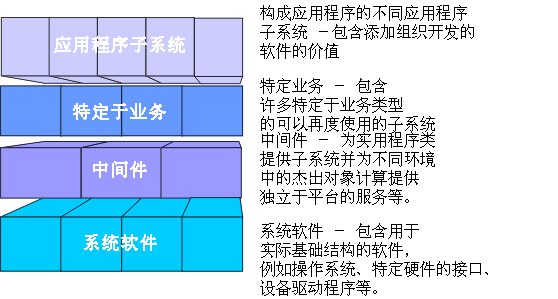 应用程序子系统
构成应用程序的不同应用程序
子系统 – 包含添加组织开发的
软件的价值
特定于业务
特定业务 – 包含
许多特定于业务类型
的可以再度使用的子系统
中间件
中间件 – 为实用程序类
提供子系统并为不同环境
中的杰出对象计算提供
独立于平台的服务等。
系统软件
系统软件 – 包含用于
实际基础结构的软件，
例如操作系统、特定硬件的接口、
设备驱动程序等。